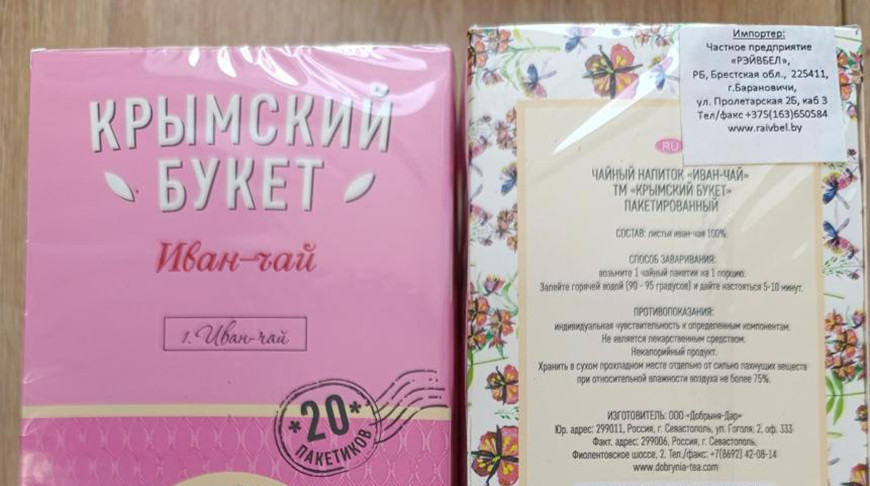 КРЫМСКИЙ
БУКЕТ
Иван-чай
1. Иван-чай
*20*
ПАКЕТИКОВ
Импортер:
Частное предприятие
«РЭЙВБЕЛ»,
РБ, Брестская обл., 225411,
г.Барановичи,
ул. Пролетарская 2Б, каб 3
Тел/факс +375(163)650584
www.raivbel.by
RU
ЧАЙНЫЙ НАПИТОК «ИВАН-ЧАЙ»
ТМ «КРЫМСКИЙ БУКЕТ»
ПАКЕТИРОВАННЫЙ
СОСТАВ: листья иван-чая 100%.
СПОСОБ ЗАВАРИВАНИЯ:
возьмите 1 чайный пакетик на 1 порцию.
Залейте горячей водой (90 - 95 градусов) и дайте настояться 5-10 минут.
ПРОТИВОПОКАЗАНИЯ:
индивидуальная чувствительность к определенным компонентам.
Не является лекарственным средством.
Некалорийный продукт.
Хранить в сухом прохладном месте отдельно от сильно пахнущих веществ
при относительной влажности воздуха не более 75%.
ИЗГОТОВИТЕЛЬ: ООО «Добрыня-Дар»
Юр. адрес: 299011, Россия, г. Севастополь, ул. Гоголя, 2, оф. 333
Факт. адрес: 299006, Россия, г. Севастополь,
Фиолентовское шоссе, 2. Тел./факс: +7(8692) 42-08-14
www.dobrynia-tea.com